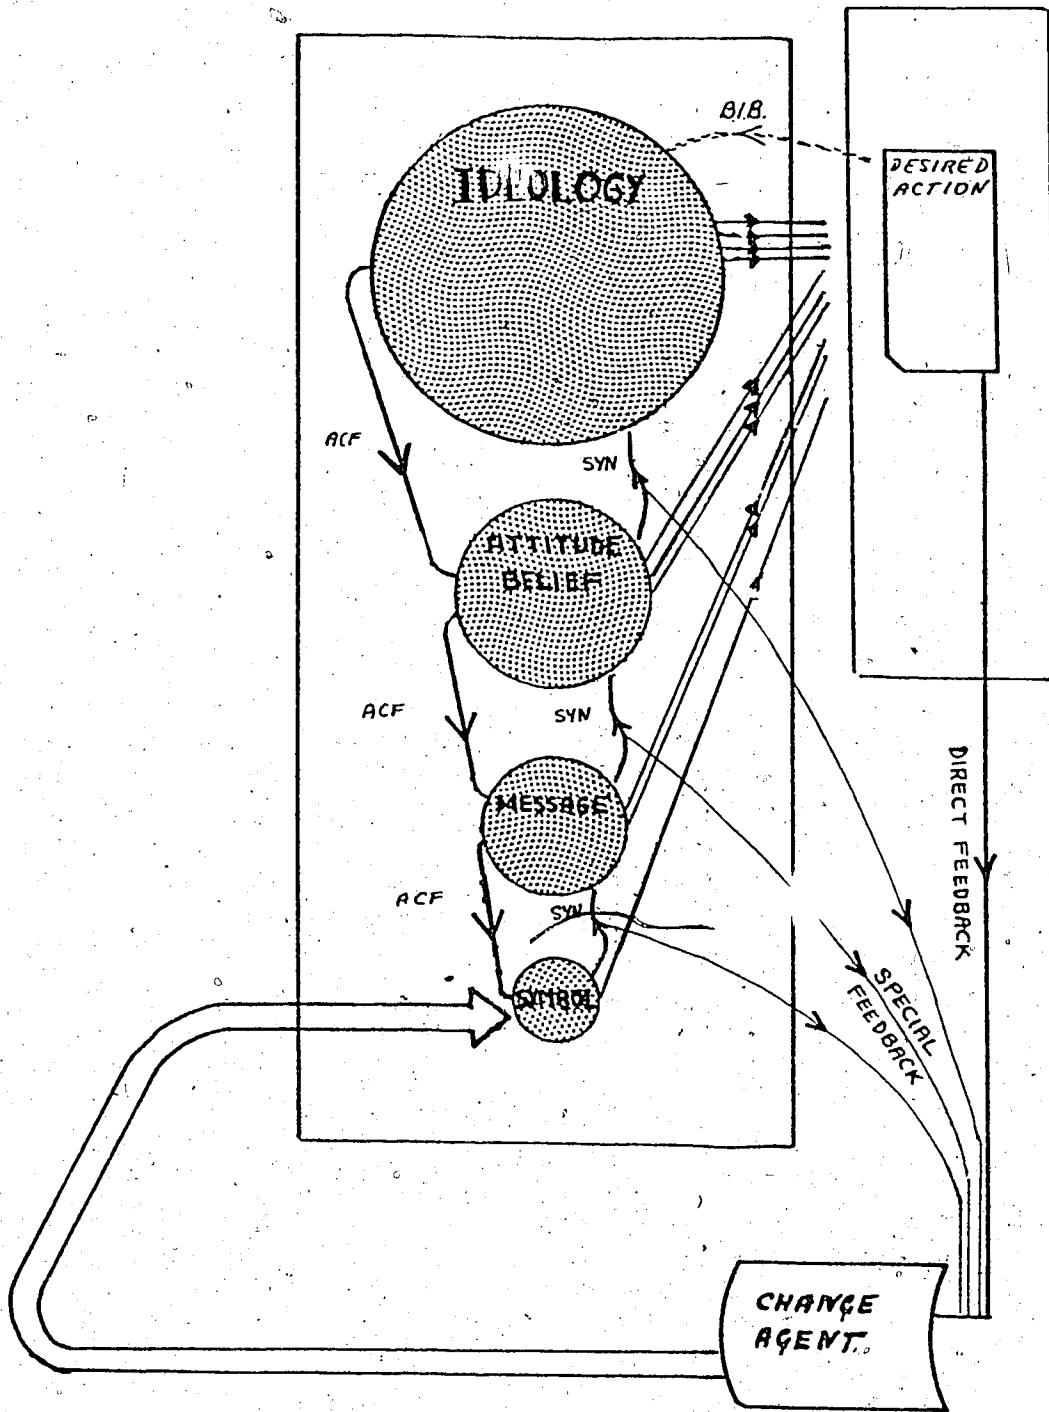 B.I.B.
IDEOLOGY
DESIRED
ACTION
ACF
SYN
ATTITUDE
BELIEF
ACF
SYN
MESSAGE
ACF
SYN
SYMBOL
DIRECT FEEDBACK
SPECIAL
FEEDBACK
CHANGE
AGENT.